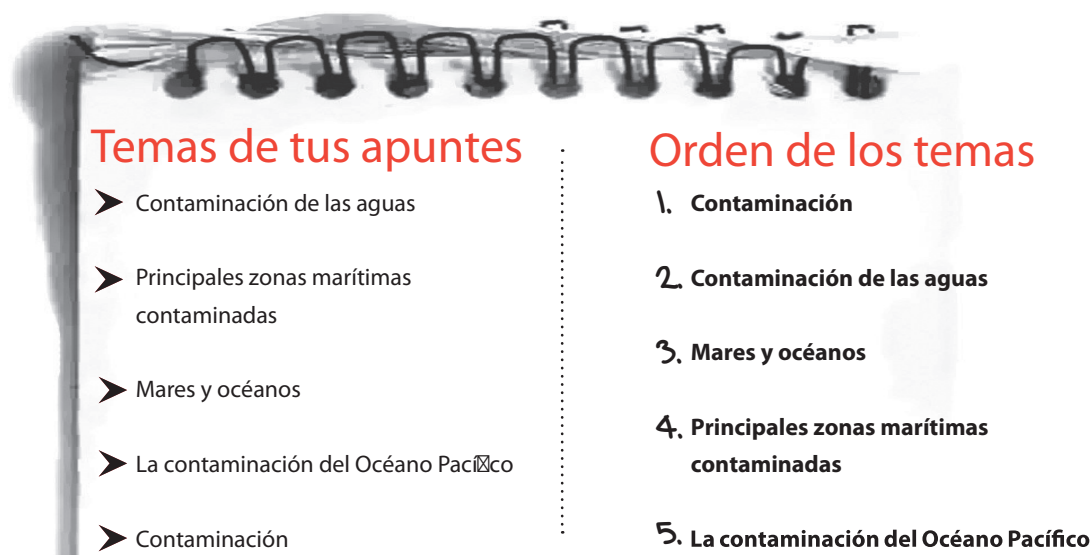 Temas de tus apuntes
Contaminación de las aguas
Principales zonas marítimas
contaminadas
Mares y océanos
La contaminación del Océano Pací☒co
Contaminación
Orden de los temas
1. Contaminación
2. Contaminación de las aguas
3. Mares y océanos
4. Principales zonas marítimas
contaminadas
5. La contaminación del Océano Pacífico